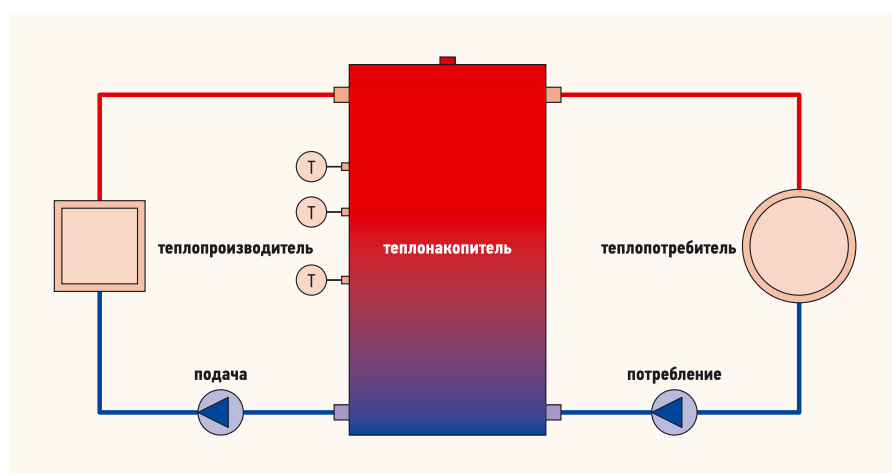 T
T
теплопроизводитель
теплонакопитель
теплопотребитель
T
подача
потребление